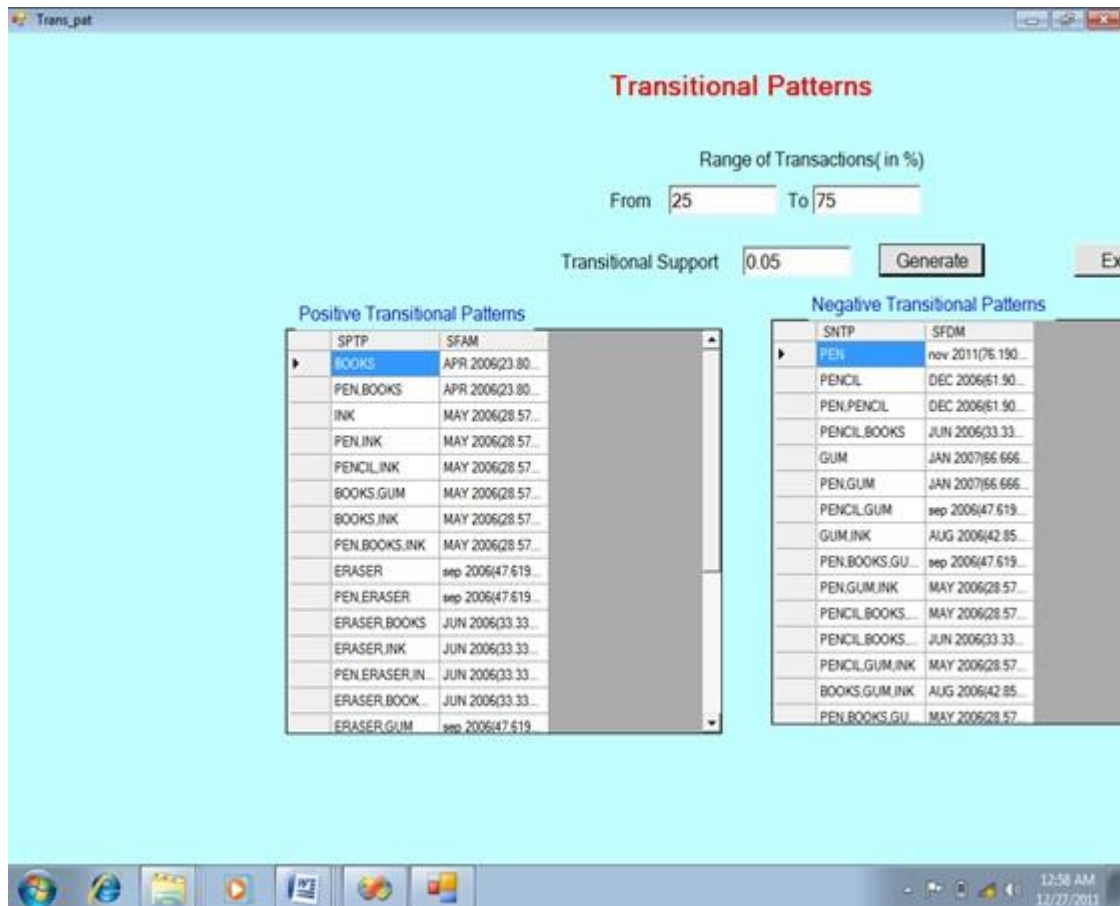 Trans_pat
Transitional Patterns
Range of Transactions( in %)
From 25 To 75
Transitional Support 0.05 Generate Ex
Positive Transitional Patterns
SPTP SFAM
BOOKS APR 2006(23.80...
PEN,BOOKS APR 2006(23.80...
INK MAY 2006(28.57...
PEN,INK MAY 2006(28.57...
PENCIL,INK MAY 2006(28.57...
BOOKS,GUM MAY 2006(28.57...
BOOKS,INK MAY 2006(28.57...
PEN,BOOKS,INK MAY 2006(28.57...
ERASER sep 2006(47.619...
PEN,ERASER sep 2006(47.619...
ERASER,BOOKS JUN 2006(33.33...
ERASER,INK JUN 2006(33.33...
PEN,ERASER,IN... JUN 2006(33.33...
ERASER,BOOK... JUN 2006(33.33...
ERASER,GUM sep 2006(47.619...
Negative Transitional Patterns
SNTP SFDM
PEN nov 2011(76.190...
PENCIL DEC 2006(61.90...
PEN,PENCIL DEC 2006(61.90...
PENCIL,BOOKS JUN 2006(33.33...
GUM JAN 2007(66.666...
PEN,GUM JAN 2007(66.666...
PENCIL,GUM sep 2006(47.619...
GUM,INK AUG 2006(42.85...
PEN,BOOKS,GU... sep 2006(47.619...
PEN,GUM,INK MAY 2006(28.57...
PENCIL,BOOKS,... MAY 2006(28.57...
PENCIL,BOOKS,... JUN 2006(33.33...
PENCIL,GUM,INK MAY 2006(28.57...
BOOKS,GUM,INK AUG 2006(42.85...
PEN,BOOKS,GU... MAY 2006(28.57...
12:58 AM
12/27/2011